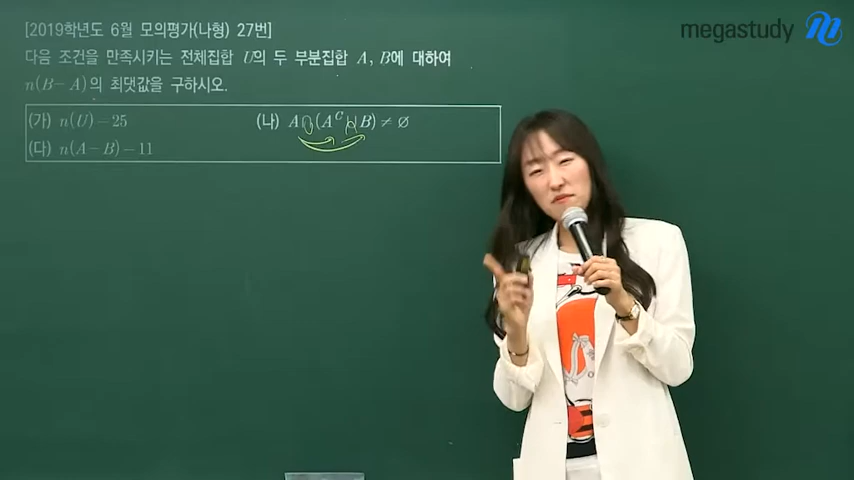 megastudy
[2019학년도 6월 모의평가(나형) 27번]
다음 조건을 만족시키는 전체집합 U의 두 부분집합 A, B에 대하여
n(B-A)의 최댓값을 구하시오.
(가) n(U)=25
(나) A∩(A^C∩B)≠∅
(다) n(A-B)=11